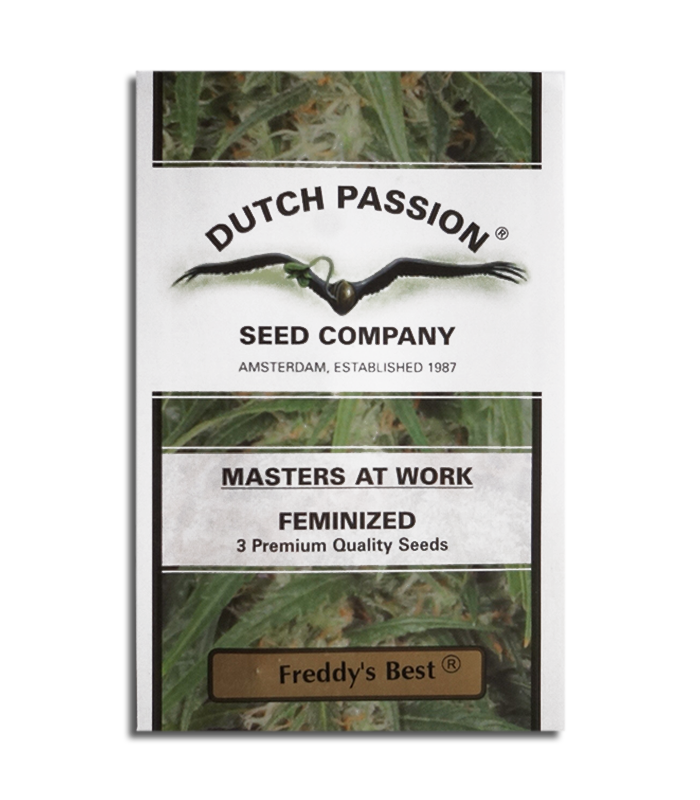 DUTCH PASSION ®
SEED COMPANY
AMSTERDAM, ESTABLISHED 1987
MASTERS AT WORK
FEMINIZED
3 Premium Quality Seeds
Freddy's Best ®